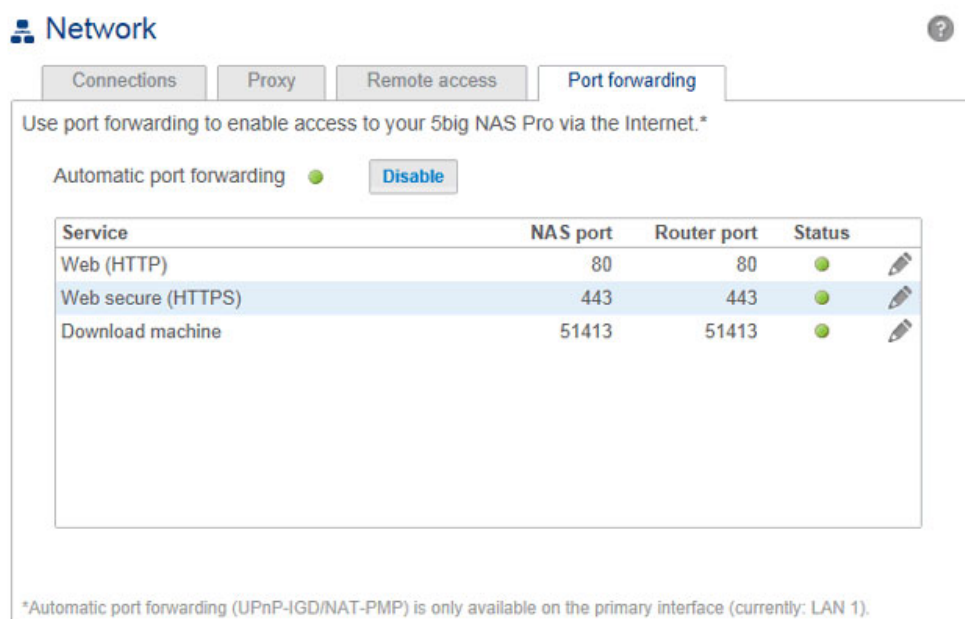 Network
?
Connections Proxy Remote access Port forwarding
Use port forwarding to enable access to your 5big NAS Pro via the Internet.*
Automatic port forwarding Disable
Service NAS port Router port Status
Web (HTTP) 80 80
Web secure (HTTPS) 443 443
Download machine 51413 51413
*Automatic port forwarding (UPnP-IGD/NAT-PMP) is only available on the primary interface (currently: LAN 1).